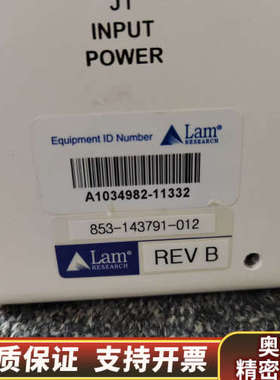 J1
INPUT
POWER
Equipment ID Number
Lam®
RESEARCH
A1034982-11332
853-143791-012
Lam®
RESEARCH
REV B
质保证 支持开票
奥
精密